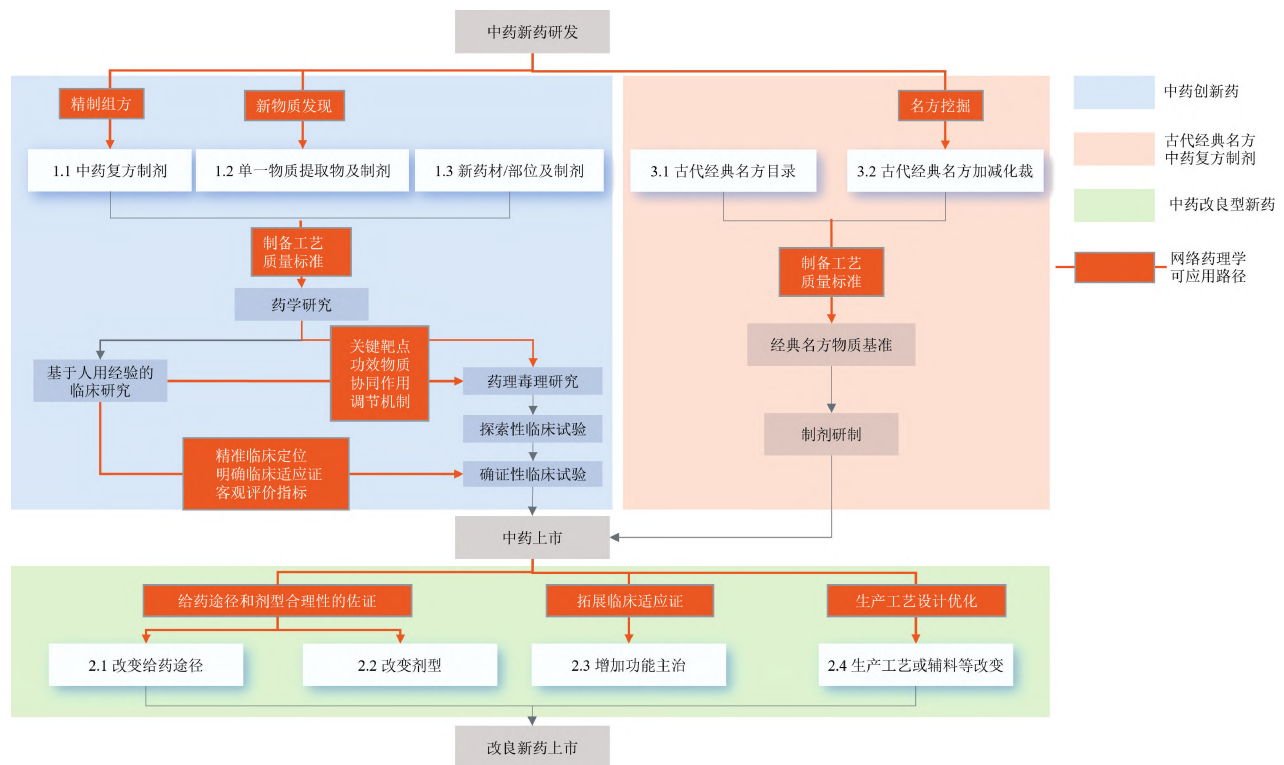 中药新药研发
精制组方
新物质发现
名方挖掘
1.1 中药复方制剂
1.2 单一物质提取物及制剂
1.3 新药材/部位及制剂
3.1 古代经典名方目录
3.2 古代经典名方加减化裁
制备工艺
质量标准
制备工艺
质量标准
药学研究
经典名方物质基准
关键靶点
功效物质
协同作用
调节机制
基于人用经验的
临床研究
药理毒理研究
探索性临床试验
制剂研制
精准临床定位
明确临床适应证
客观评价指标
确证性临床试验
中药上市
给药途径和剂型合理性的佐证
拓展临床适应证
生产工艺设计优化
2.1 改变给药途径
2.2 改变剂型
2.3 增加功能主治
2.4 生产工艺或辅料等改变
改良新药上市
中药创新药
古代经典名方
中药复方制剂
中药改良型新药
网络药理学
可应用路径